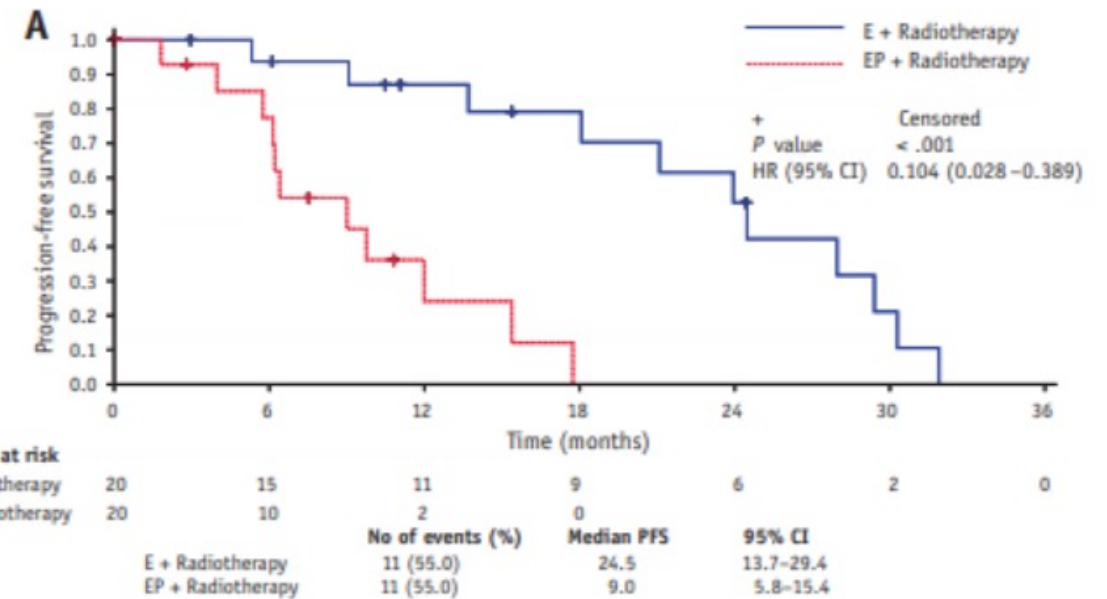 A
E + Radiotherapy
EP + Radiotherapy
+ Censored
P value < .001
HR (95% CI) 0.104 (0.028–0.389)
Progression-free survival
1.0
0.9
0.8
0.7
0.6
0.5
0.4
0.3
0.2
0.1
0.0
0 6 12 18 24 30 36
Time (months)
at risk
therapy 20 15 11 9 6 2 0
otherapy 20 10 2 0
No of events (%) Median PFS 95% CI
E + Radiotherapy 11 (55.0) 24.5 13.7–29.4
EP + Radiotherapy 11 (55.0) 9.0 5.8–15.4